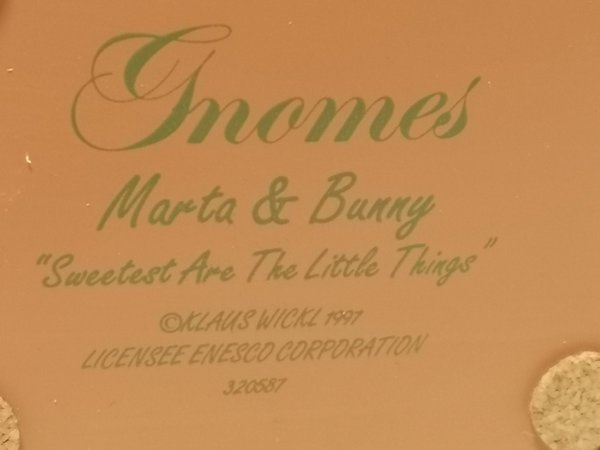 Gnomes
Marta & Bunny
"Sweetest Are The Little Things"
©KLAUS WICKL 1997
LICENSEE ENESCO CORPORATION
320587